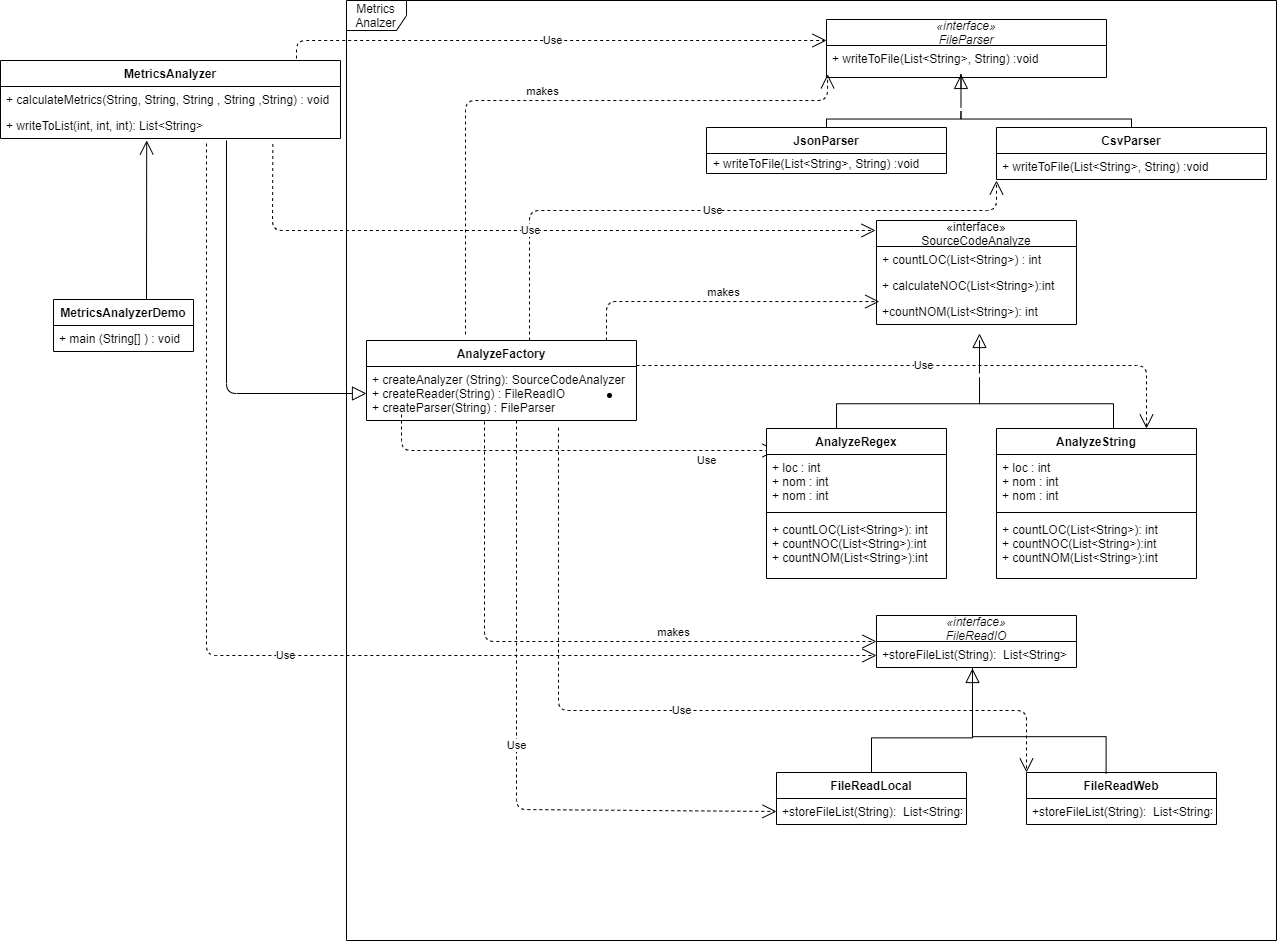 Metrics
Analzer
«interface»
FileParser
+ writeToFile(List<String>, String) :void
Use
MetricsAnalyzer
+ calculateMetrics(String, String, String , String ,String) : void
+ writeToList(int, int, int): List<String>
makes
JsonParser
+ writeToFile(List<String>, String) :void
CsvParser
+ writeToFile(List<String>, String) :void
Use
Use
«interface»
SourceCodeAnalyze
+ countLOC(List<String>) : int
+ calculateNOC(List<String>):int
+countNOM(List<String>): int
makes
MetricsAnalyzerDemo
+ main (String[] ) : void
AnalyzeFactory
+ createAnalyzer (String): SourceCodeAnalyzer
+ createReader(String) : FileReadIO
+ createParser(String) : FileParser
Use
Use
AnalyzeRegex
+ loc : int
+ nom : int
+ nom : int
+ countLOC(List<String>): int
+ countNOC(List<String>):int
+ countNOM(List<String>):int
AnalyzeString
+ loc : int
+ nom : int
+ nom : int
+ countLOC(List<String>): int
+ countNOC(List<String>):int
+ countNOM(List<String>):int
makes
«interface»
FileReadIO
+storeFileList(String):  List<String>
Use
Use
Use
FileReadLocal
+storeFileList(String):  List<String>
FileReadWeb
+storeFileList(String):  List<String>